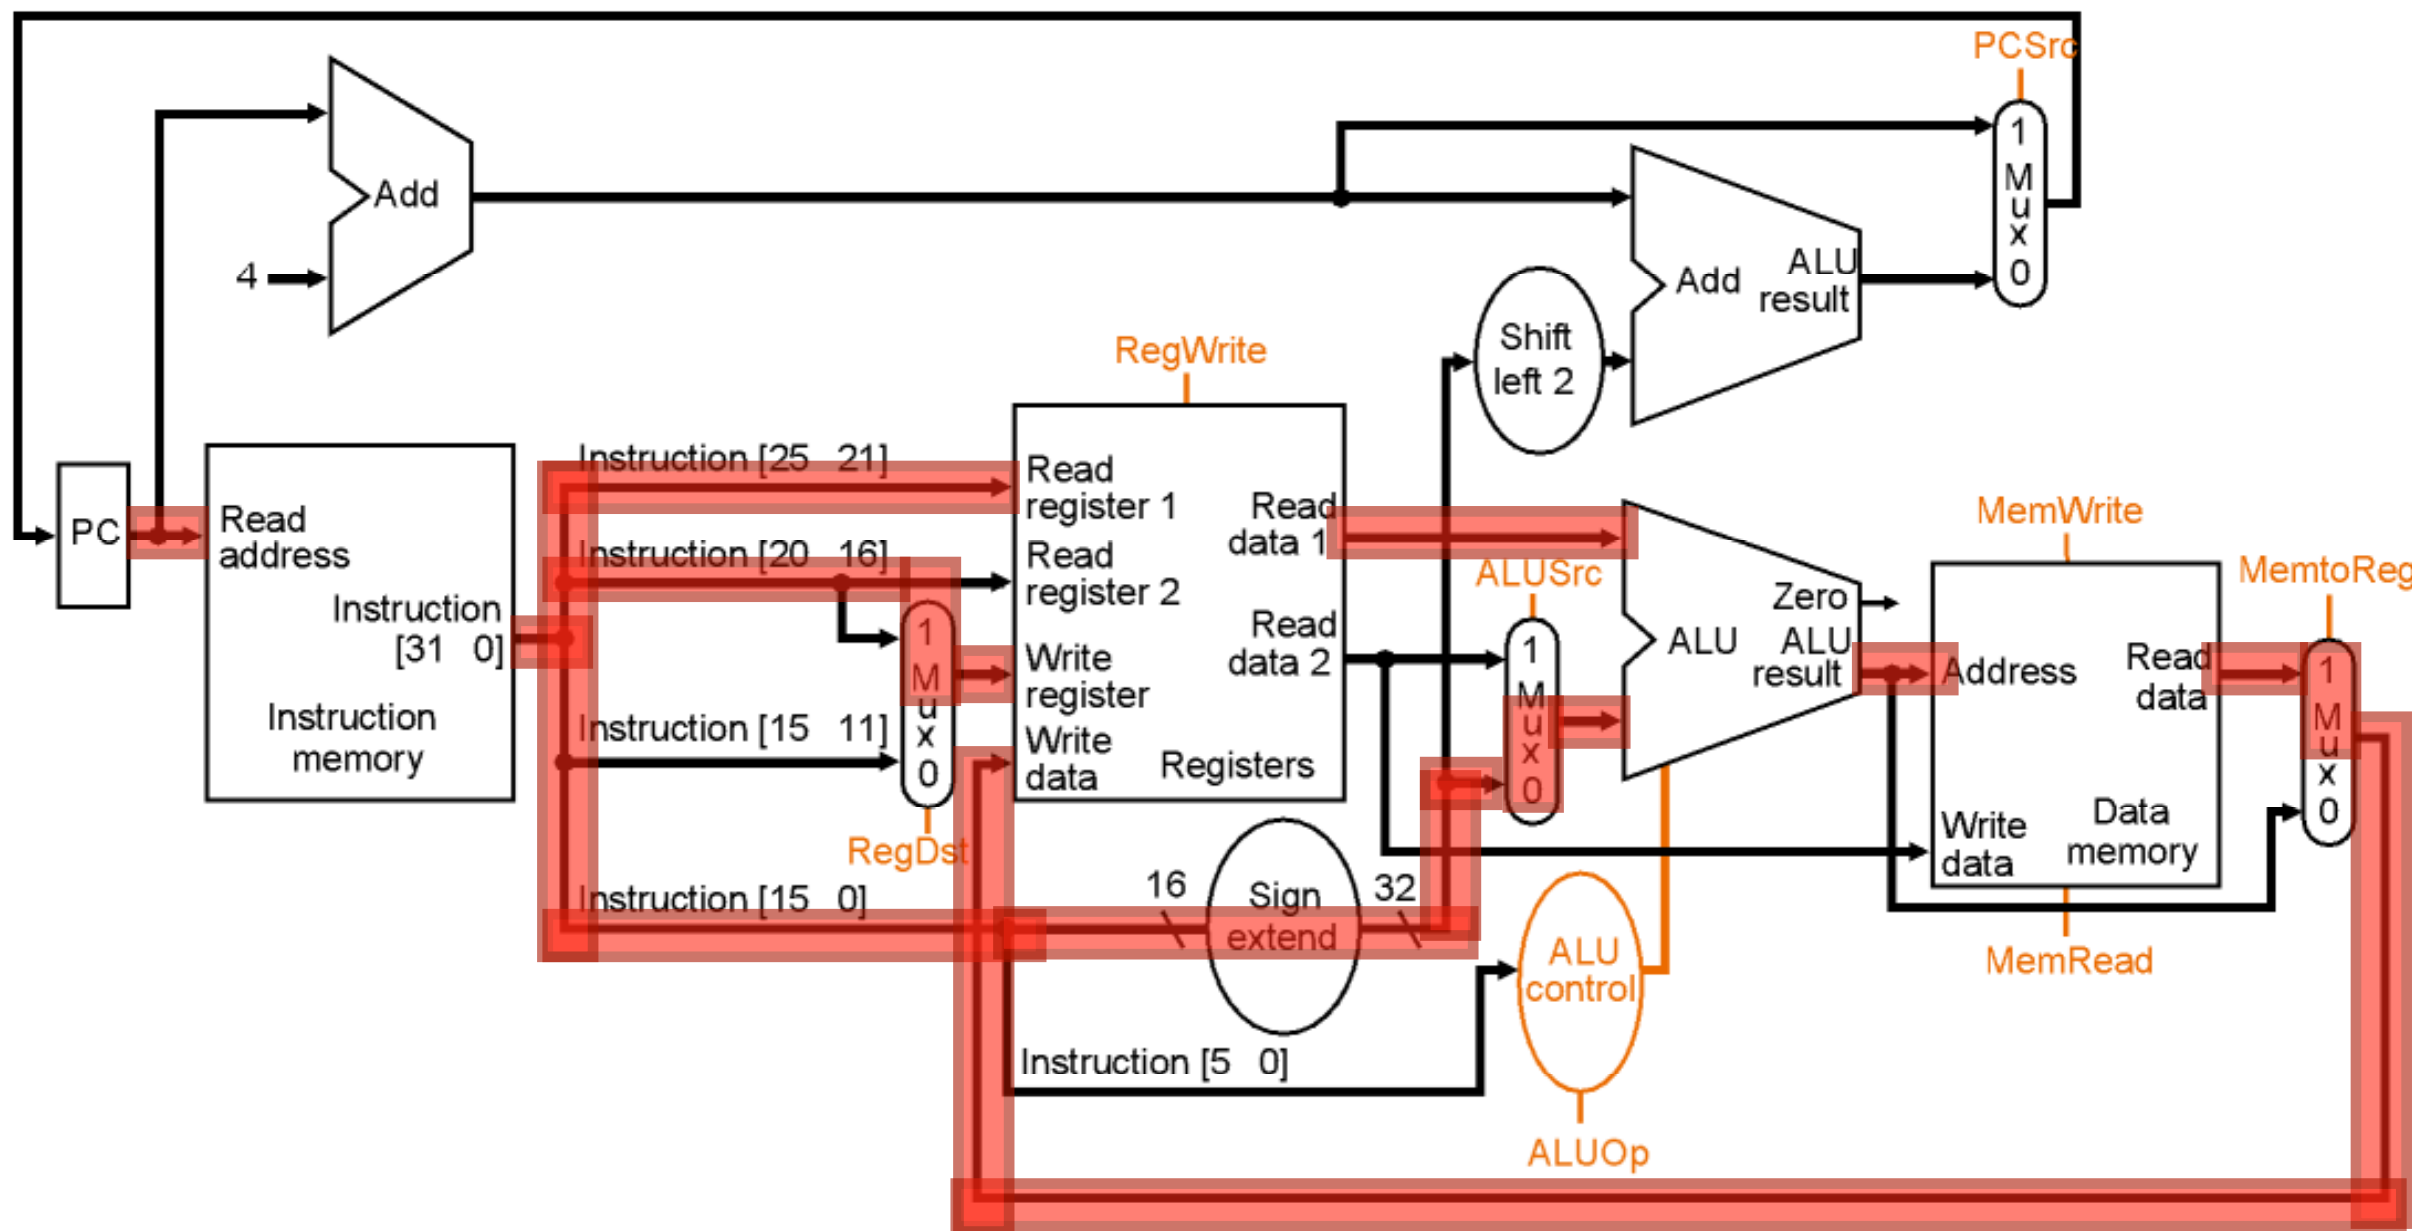 PCSrc
1
M
u
x
0
Add
4
Add
ALU
result
Shift
left 2
RegWrite
PC
Read
address
Instruction
[31 0]
Instruction
memory
Instruction [25 21]
Instruction [20 16]
Instruction [15 11]
Instruction [15 0]
1
M
u
x
0
RegDst
Read
register 1
Read
register 2
Write
register
Write
data
Read
data 1
Read
data 2
Registers
16
Sign
extend
32
Instruction [5 0]
ALUSrc
1
M
u
x
0
ALU
Zero
ALU
result
ALU
control
ALUOp
MemWrite
Address
Read
data
Write
data
Data
memory
MemRead
MemtoReg
1
M
u
x
0